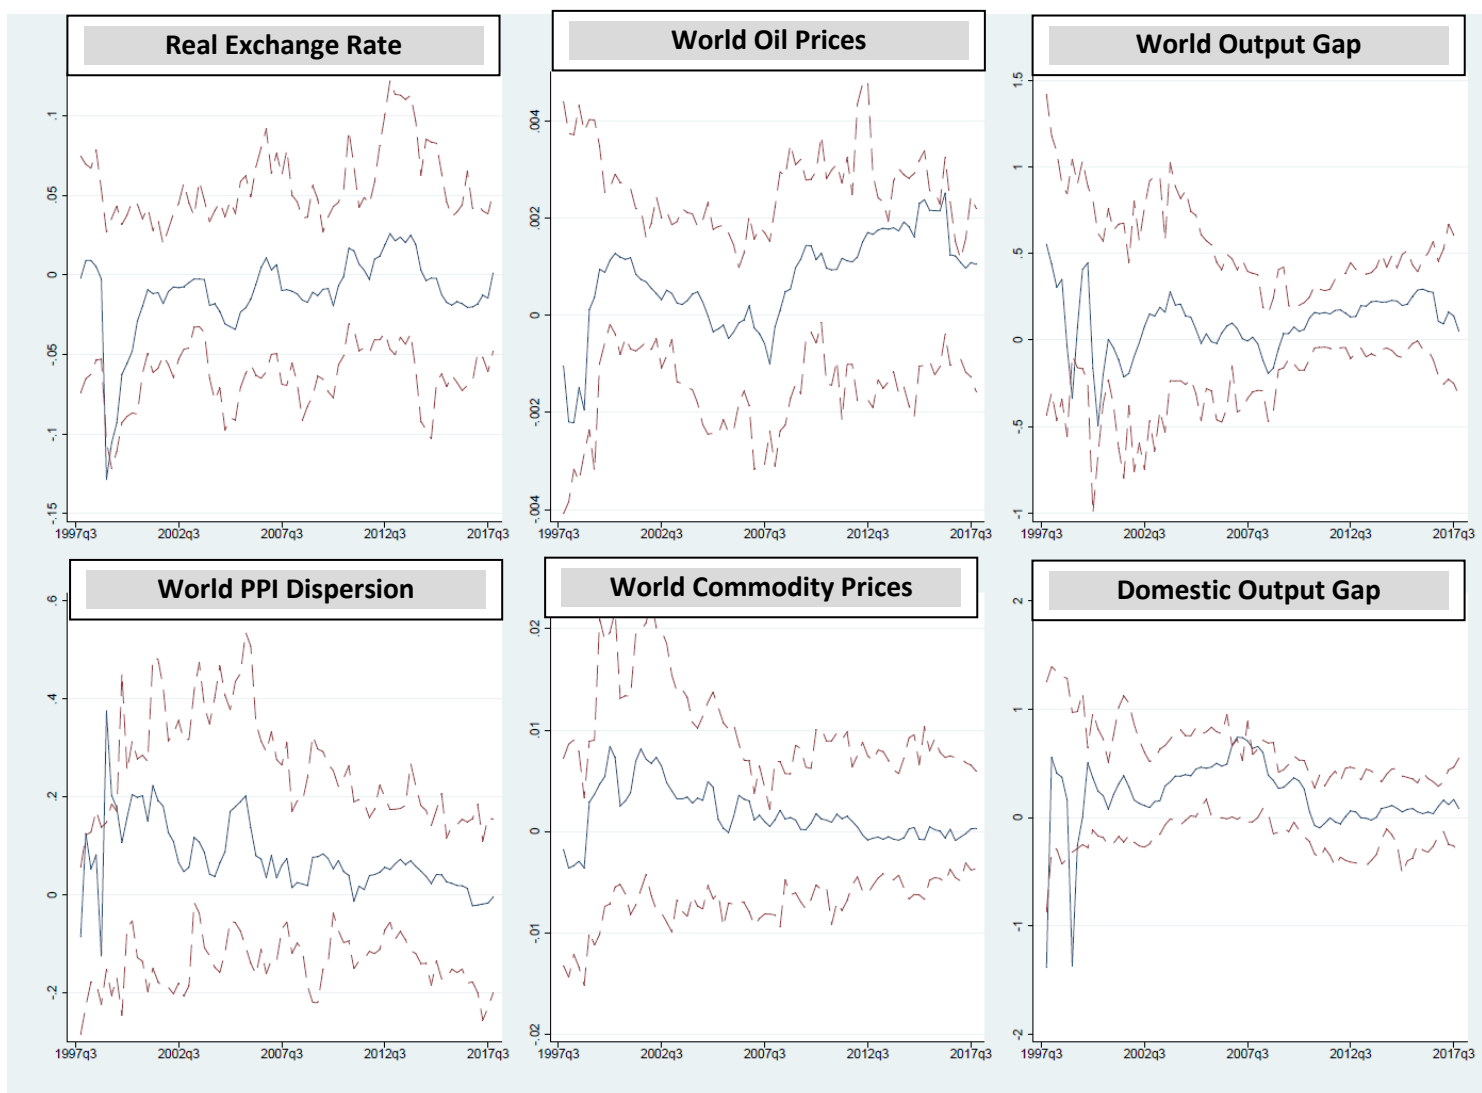 Real Exchange Rate
.1
.05
0
-.05
-.1
-.15
1997q3 2002q3 2007q3 2012q3 2017q3
World Oil Prices
.004
.002
0
-.002
-.004
1997q3 2002q3 2007q3 2012q3 2017q3
World Output Gap
1.5
1
.5
0
-.5
-1
1997q3 2002q3 2007q3 2012q3 2017q3
World PPI Dispersion
.6
.4
.2
0
-.2
1997q3 2002q3 2007q3 2012q3 2017q3
World Commodity Prices
.02
.01
0
-.01
-.02
1997q3 2002q3 2007q3 2012q3 2017q3
Domestic Output Gap
2
1
0
-1
-2
1997q3 2002q3 2007q3 2012q3 2017q3